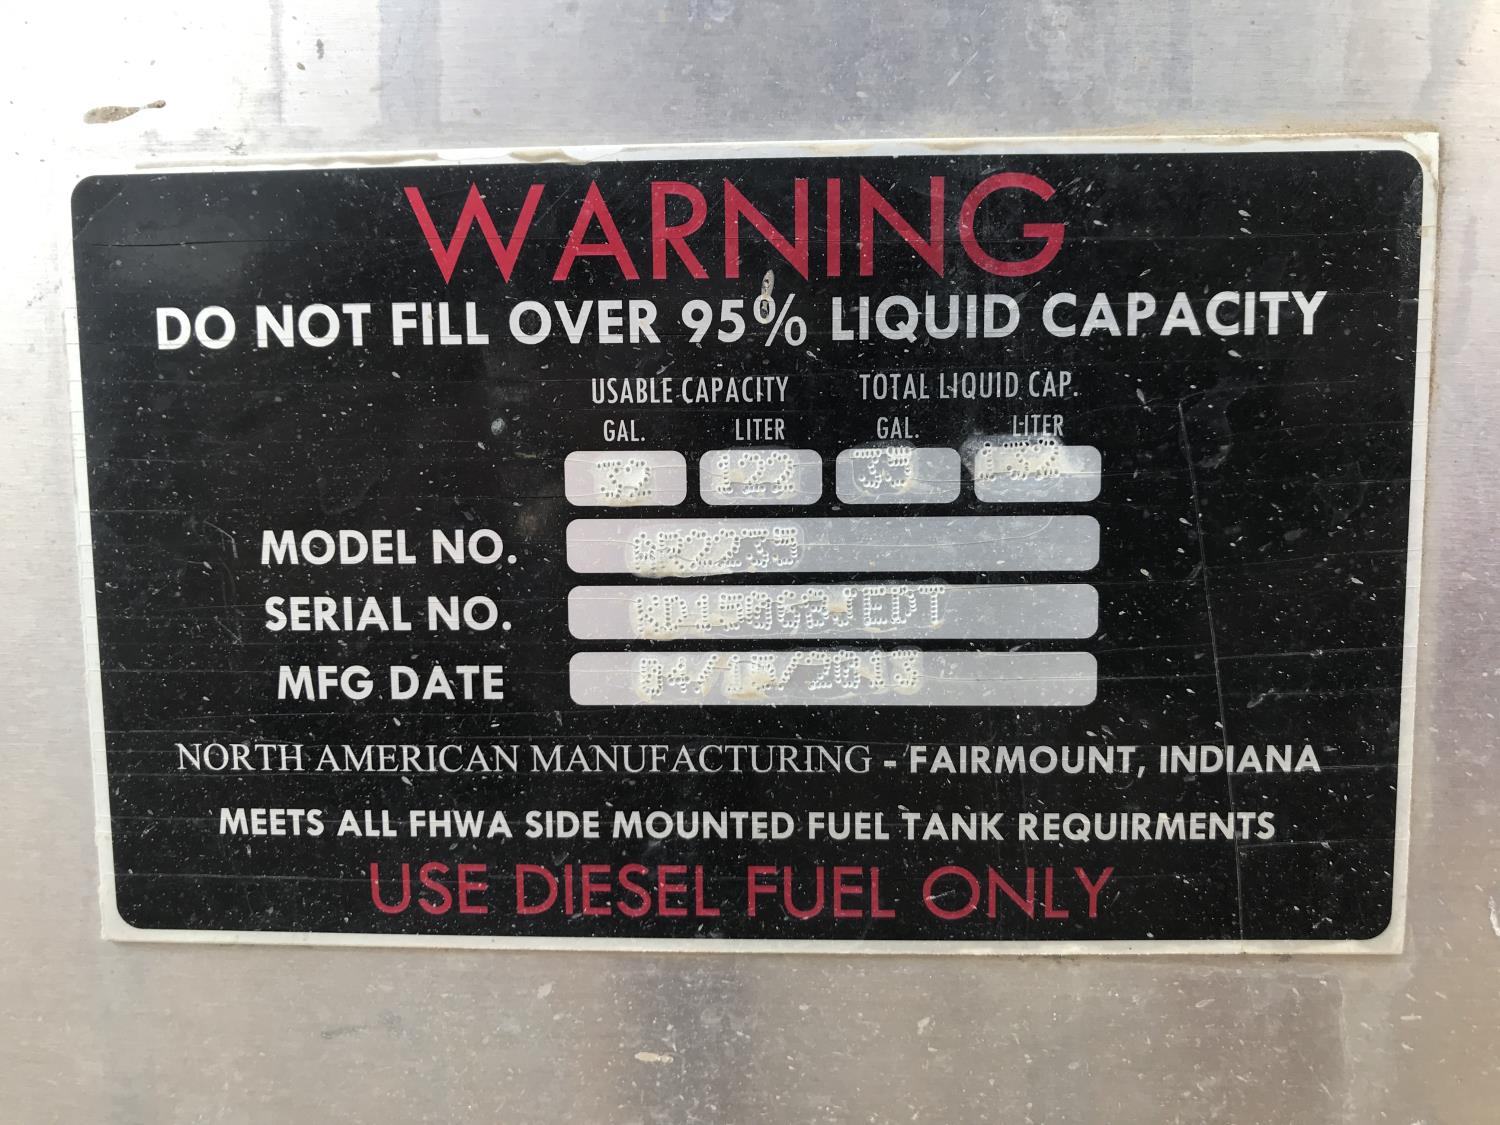 WARNING
DO NOT FILL OVER 95% LIQUID CAPACITY
USABLE CAPACITY TOTAL LIQUID CAP.
GAL. LITER GAL. LITER
122
MODEL NO.
SERIAL NO.
MFG DATE
NORTH AMERICAN MANUFACTURING - FAIRMOUNT, INDIANA
MEETS ALL FHWA SIDE MOUNTED FUEL TANK REQUIRMENTS
USE DIESEL FUEL ONLY